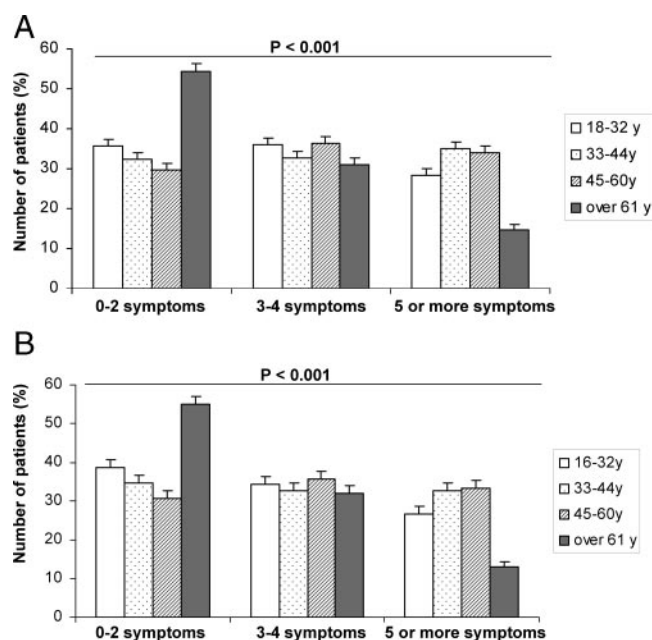 A
P < 0.001
Number of patients (%)
60
50
40
30
20
10
0
0-2 symptoms 3-4 symptoms 5 or more symptoms
18-32 y
33-44y
45-60y
over 61 y
B
P < 0.001
Number of patients (%)
60
50
40
30
20
10
0
0-2 symptoms 3-4 symptoms 5 or more symptoms
16-32y
33-44y
45-60y
over 61 y